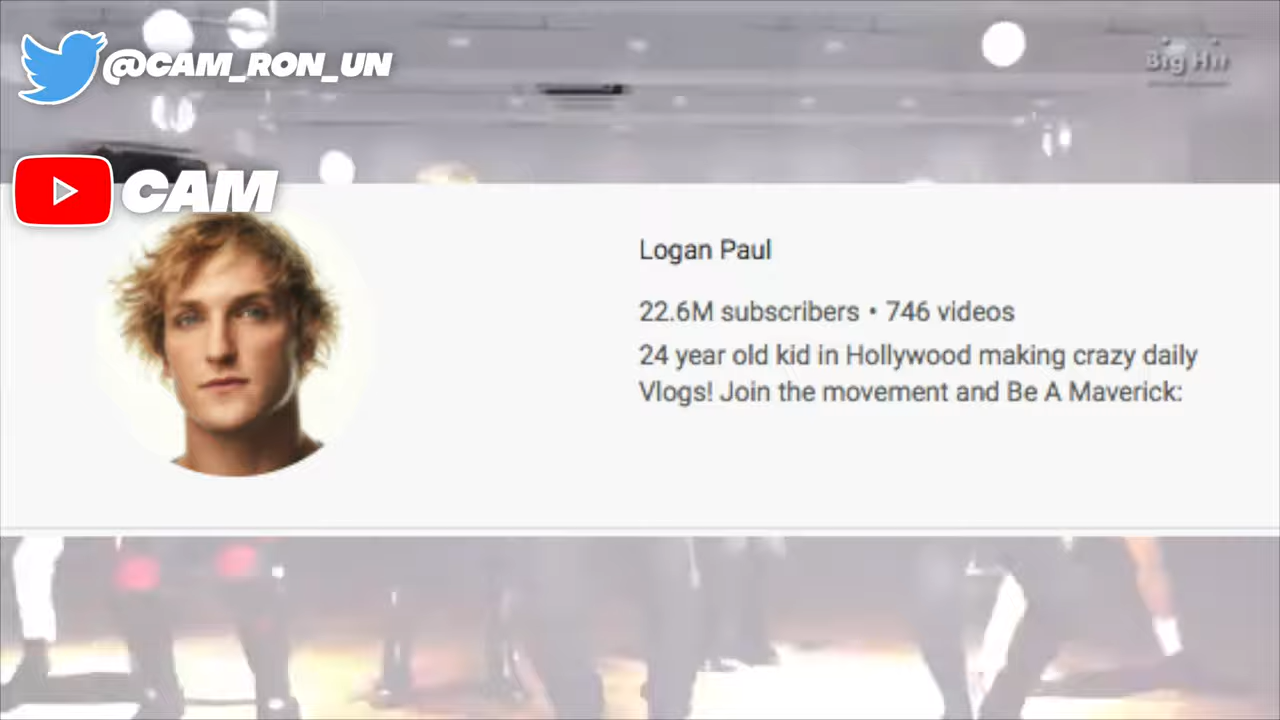 @CAM_RON_UN
Big Hit
CAM
Logan Paul
22.6M subscribers • 746 videos
24 year old kid in Hollywood making crazy daily
Vlogs! Join the movement and Be A Maverick: